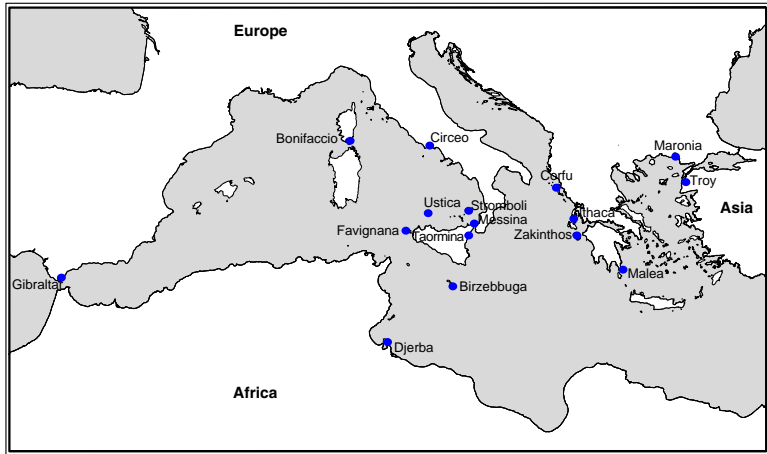 Europe
Bonifaccio
Circeo
Maronia
Troy
Corfu
Asia
Ustica
Stromboli
Ithaca
Messina
Favignana
Taormina
Zakinthos
Gibraltar
Malea
Birzebbuga
Djerba
Africa